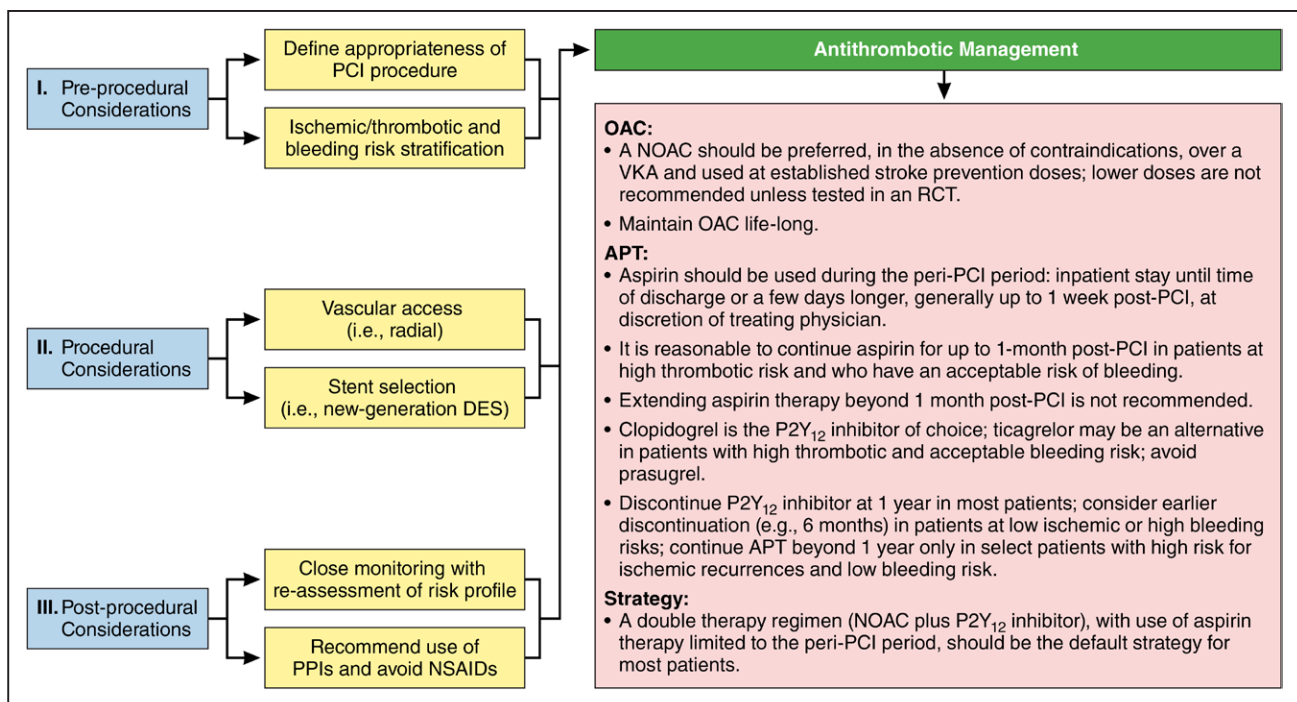 I. Pre-procedural
Considerations
Define appropriateness of
PCI procedure
Ischemic/thrombotic and
bleeding risk stratification
II. Procedural
Considerations
Vascular access
(i.e., radial)
Stent selection
(i.e., new-generation DES)
III. Post-procedural
Considerations
Close monitoring with
re-assessment of risk profile
Recommend use of
PPIs and avoid NSAIDs
Antithrombotic Management
OAC:
• A NOAC should be preferred, in the absence of contraindications, over a
VKA and used at established stroke prevention doses; lower doses are not
recommended unless tested in an RCT.
• Maintain OAC life-long.
APT:
• Aspirin should be used during the peri-PCI period: inpatient stay until time
of discharge or a few days longer, generally up to 1 week post-PCI, at
discretion of treating physician.
• It is reasonable to continue aspirin for up to 1-month post-PCI in patients at
high thrombotic risk and who have an acceptable risk of bleeding.
• Extending aspirin therapy beyond 1 month post-PCI is not recommended.
• Clopidogrel is the P2Y₁₂ inhibitor of choice; ticagrelor may be an alternative
in patients with high thrombotic and acceptable bleeding risk; avoid
prasugrel.
• Discontinue P2Y₁₂ inhibitor at 1 year in most patients; consider earlier
discontinuation (e.g., 6 months) in patients at low ischemic or high bleeding
risks; continue APT beyond 1 year only in select patients with high risk for
ischemic recurrences and low bleeding risk.
Strategy:
• A double therapy regimen (NOAC plus P2Y₁₂ inhibitor), with use of aspirin
therapy limited to the peri-PCI period, should be the default strategy for
most patients.